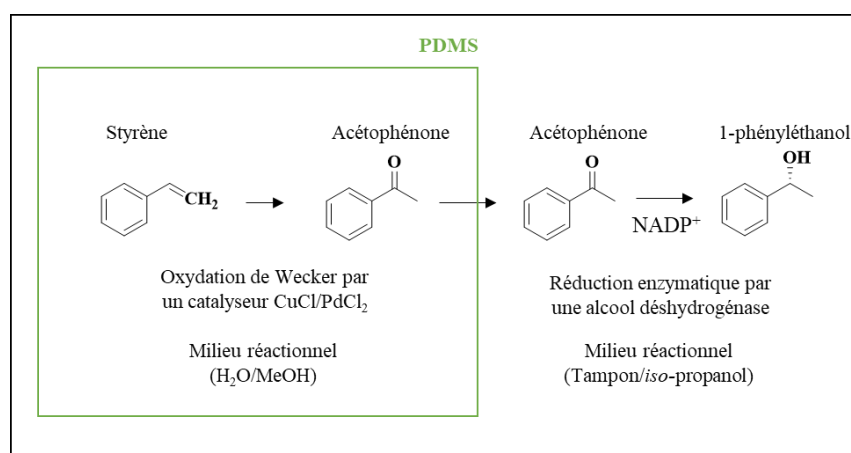 PDMS
Styrène
Acétophénone
Acétophénone
1-phényléthanol
O
O
OH
CH₂
NADP⁺
Oxydation de Wecker par
un catalyseur CuCl/PdCl₂
Réduction enzymatique par
une alcool déshydrogénase
Milieu réactionnel
(H₂O/MeOH)
Milieu réactionnel
(Tampon/iso-propanol)